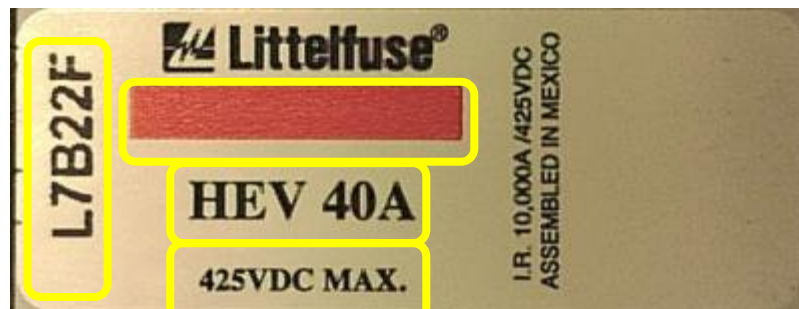 L7B22F
Littelfuse®
HEV 40A
425VDC MAX.
I.R. 10,000A /425VDC
ASSEMBLED IN MEXICO